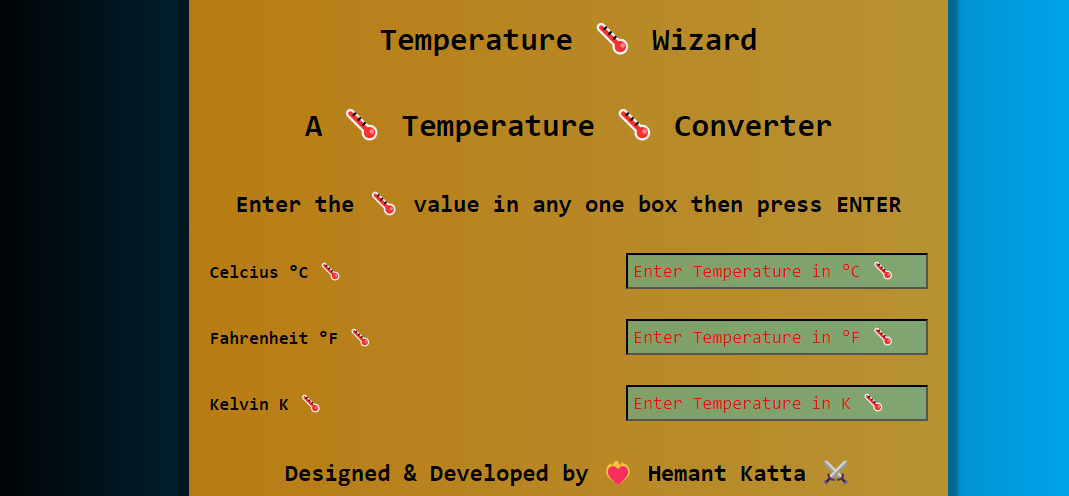 Temperature 🌡️ Wizard
A 🌡️ Temperature 🌡️ Converter
Enter the 🌡️ value in any one box then press ENTER
Celcius °C 🌡️
Enter Temperature in °C 🌡️
Fahrenheit °F 🌡️
Enter Temperature in °F 🌡️
Kelvin K 🌡️
Enter Temperature in K 🌡️
Designed & Developed by ❤️‍🔥 Hemant Katta ⚔️